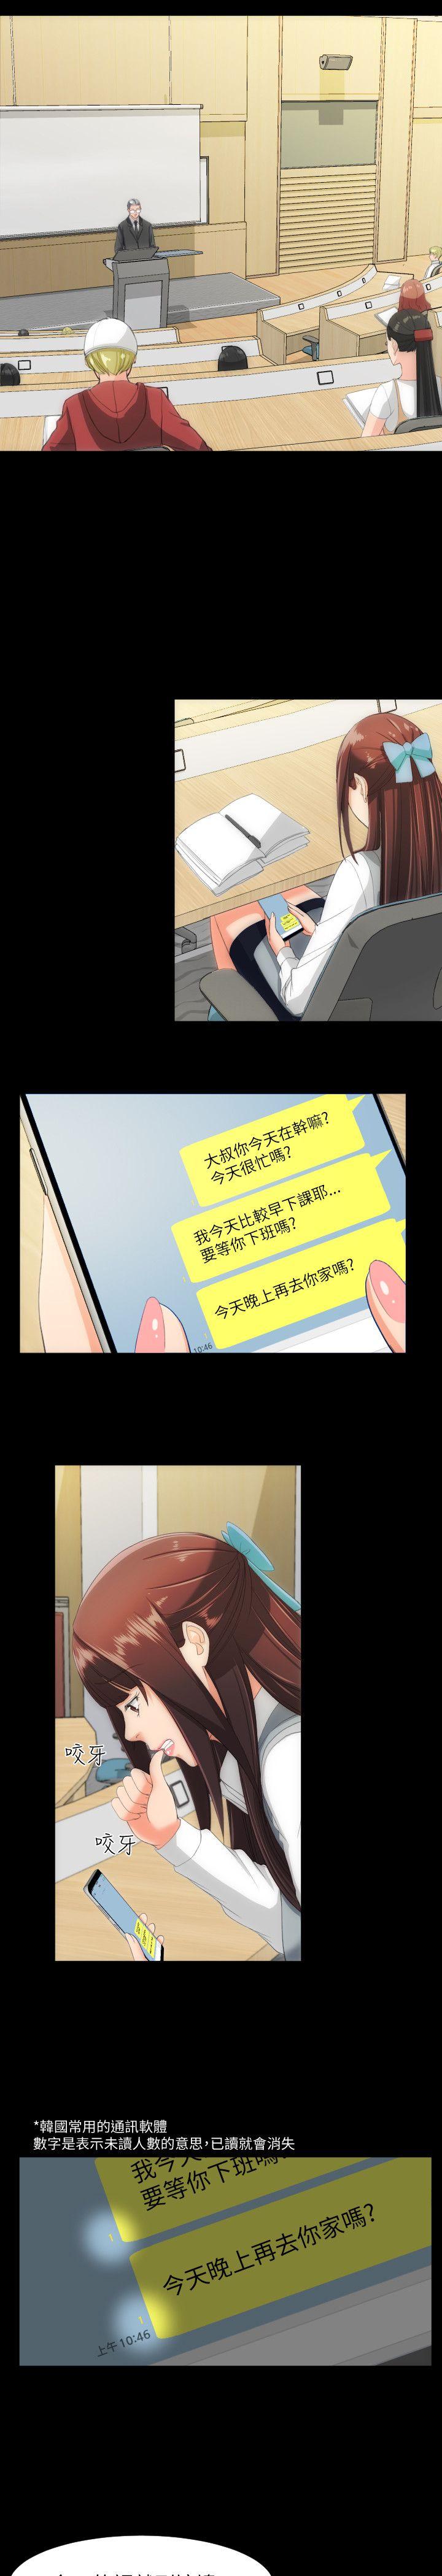 大叔你今天在幹嘛?
今天很忙嗎?
我今天比較早下課耶...
要等你下班嗎?
今天晚上再去你家嗎?
10:46
咬牙
咬牙
*韓國常用的通訊軟體
數字是表示未讀人數的意思,已讀就會消失
我今天
要等你下班嗎
1
今天晚上再去你家嗎?
1
上午 10:46